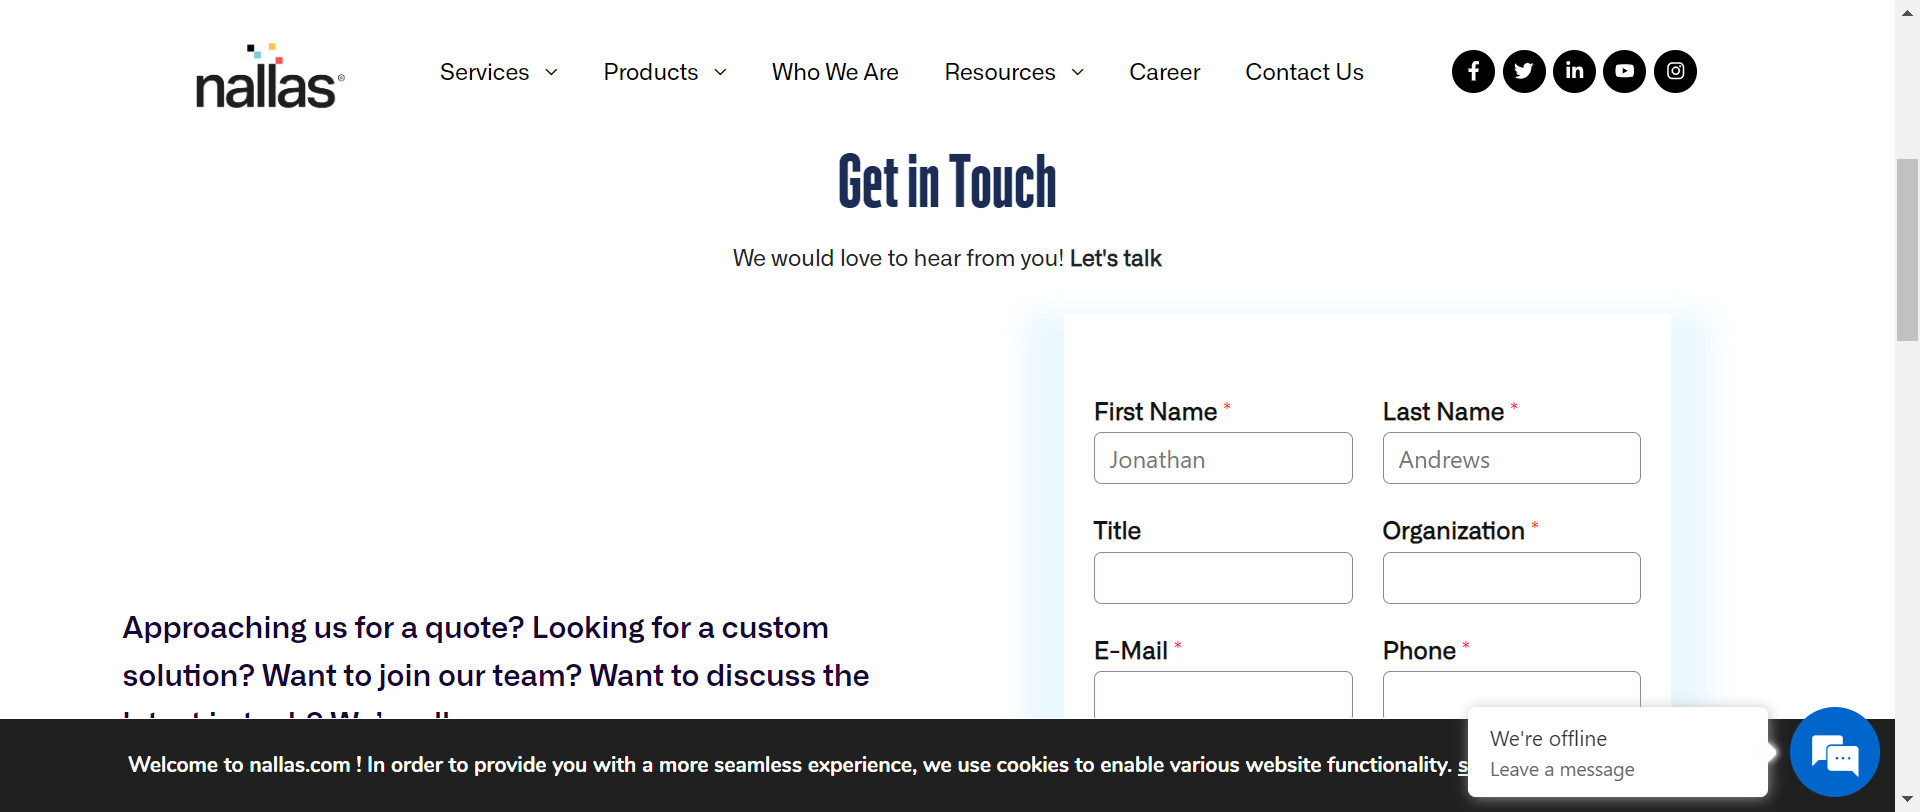 nallas®
Services Products Who We Are Resources Career Contact Us
Get in Touch
We would love to hear from you! Let's talk
First Name * Last Name *
Jonathan Andrews
Title Organization *
Approaching us for a quote? Looking for a custom
solution? Want to join our team? Want to discuss the
E-Mail * Phone *
Welcome to nallas.com ! In order to provide you with a more seamless experience, we use cookies to enable various website functionality.
We're offline
Leave a message